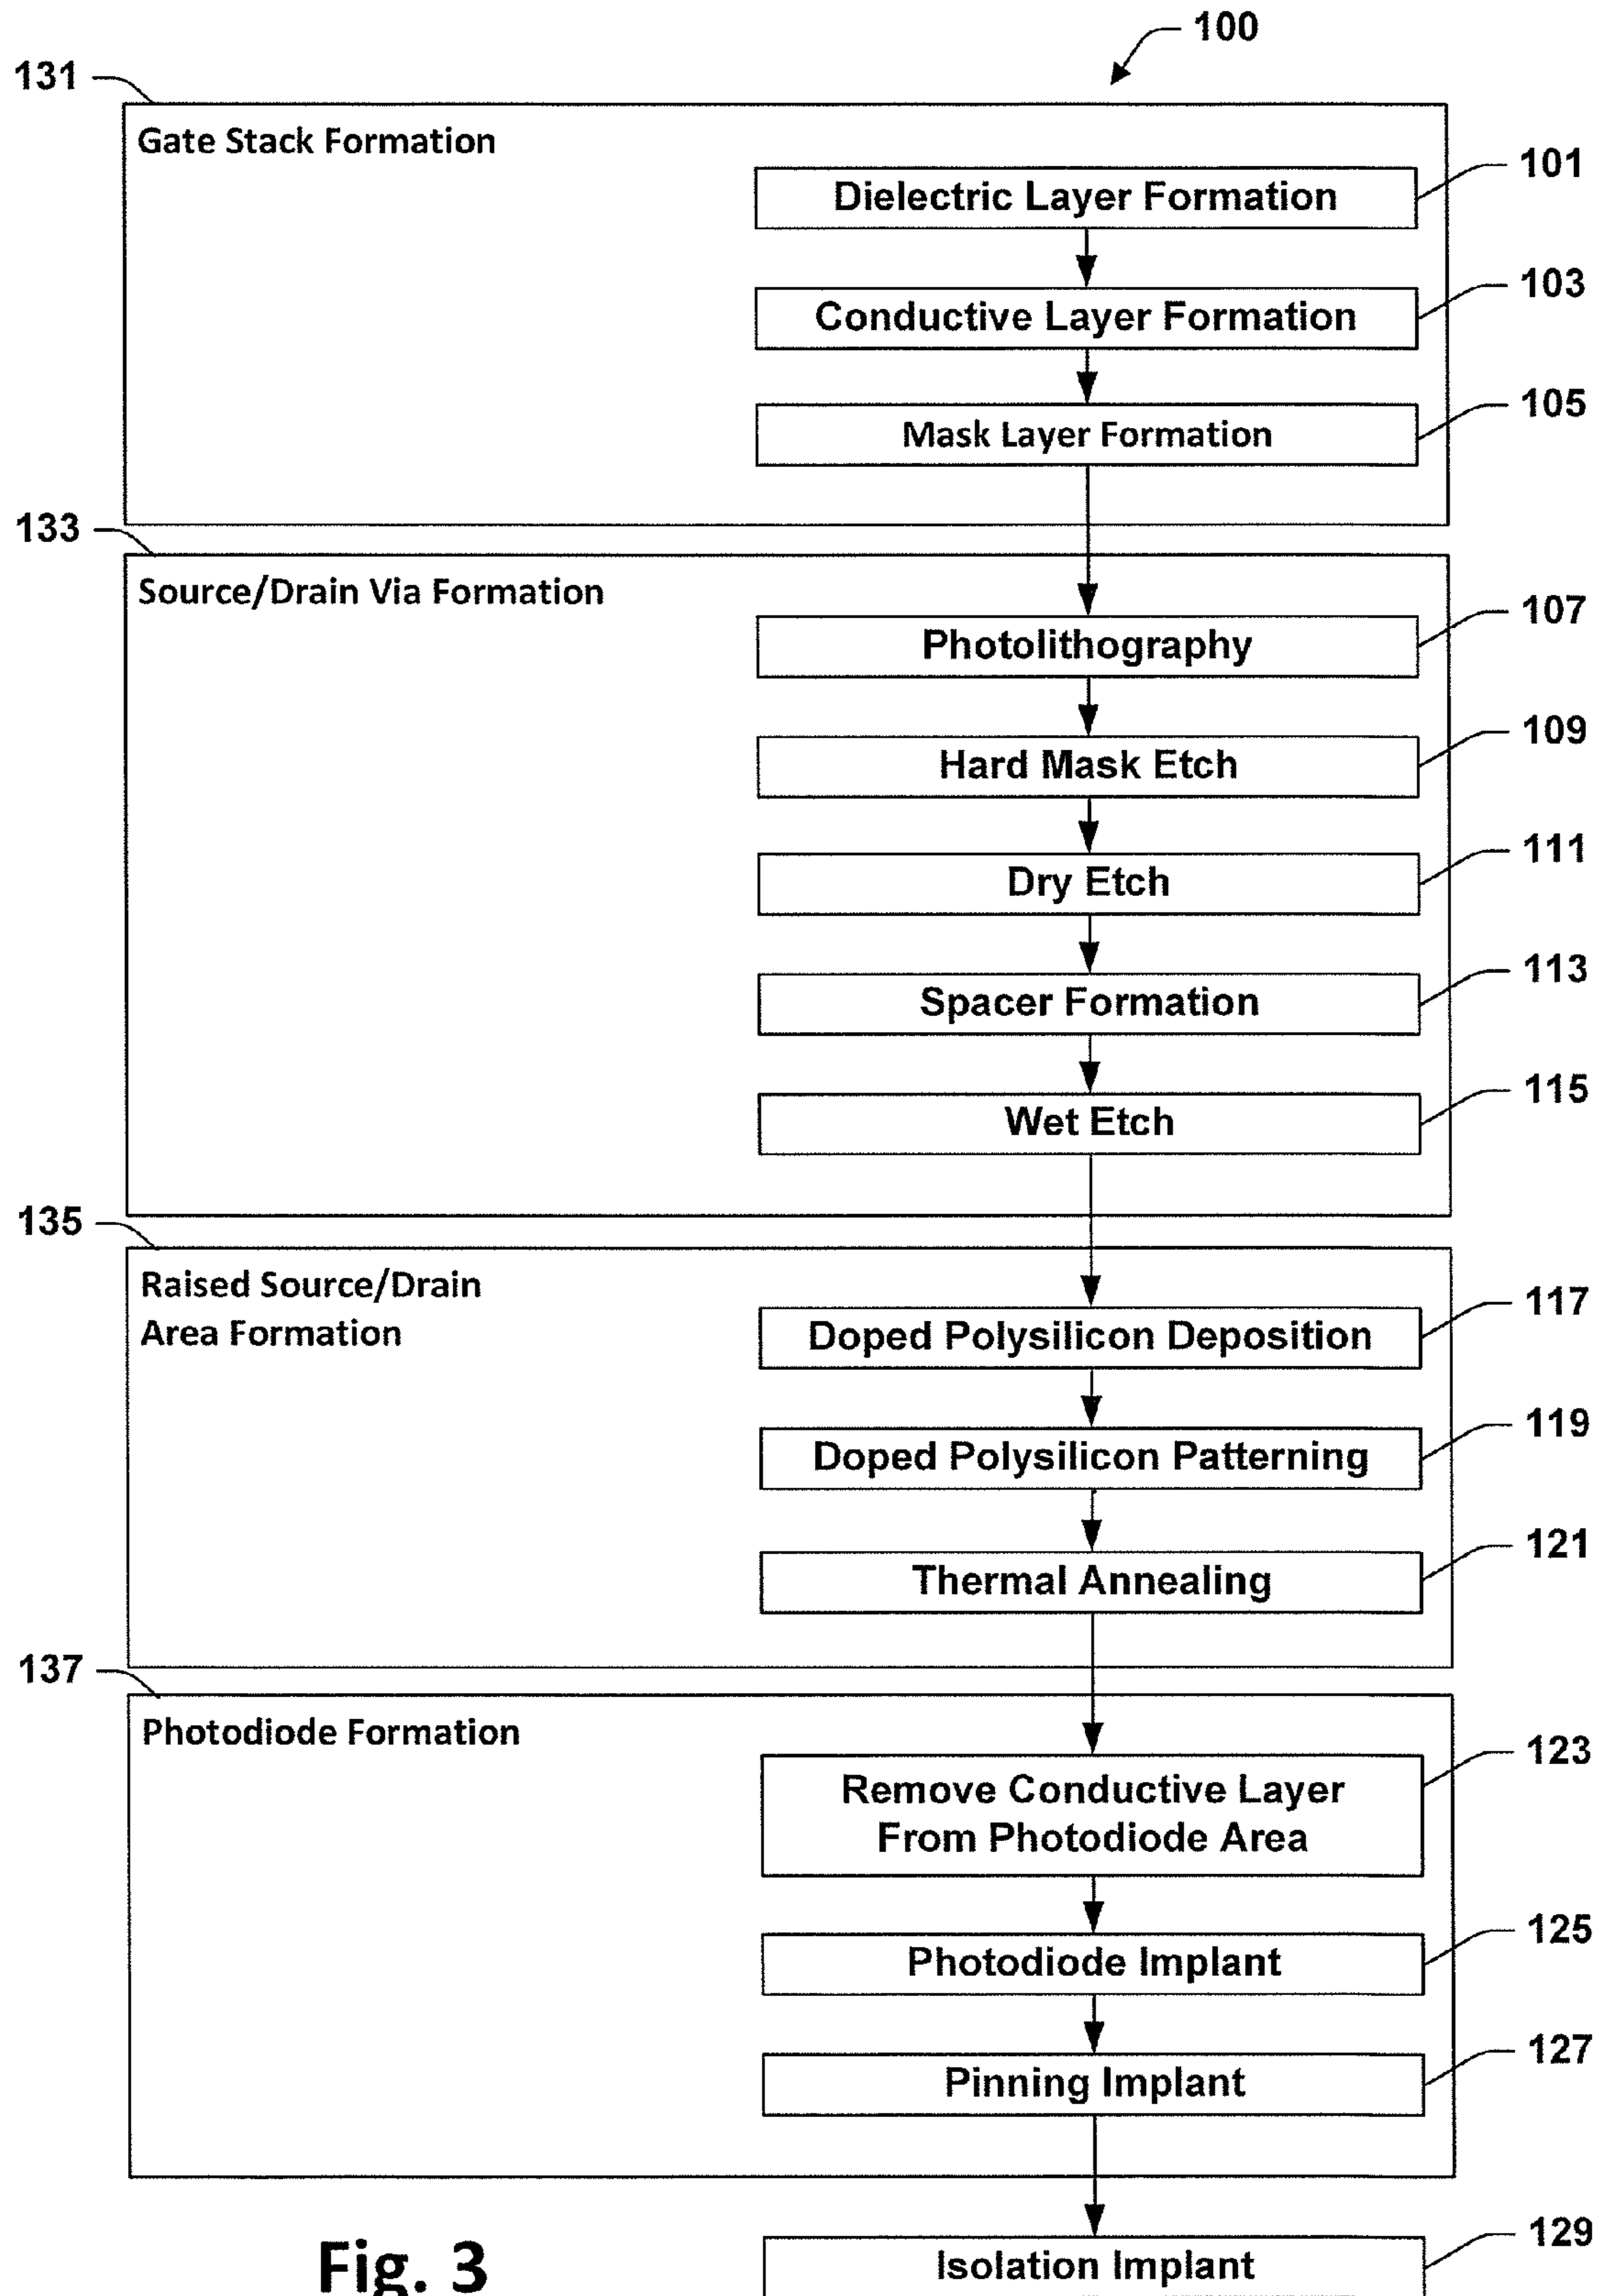 100
131
Gate Stack Formation
101
Dielectric Layer Formation
103
Conductive Layer Formation
105
Mask Layer Formation
133
Source/Drain Via Formation
107
Photolithography
109
Hard Mask Etch
111
Dry Etch
113
Spacer Formation
115
Wet Etch
135
Raised Source/Drain
Area Formation
117
Doped Polysilicon Deposition
119
Doped Polysilicon Patterning
121
Thermal Annealing
137
Photodiode Formation
123
Remove Conductive Layer
From Photodiode Area
125
Photodiode Implant
127
Pinning Implant
129
Isolation Implant
Fig. 3